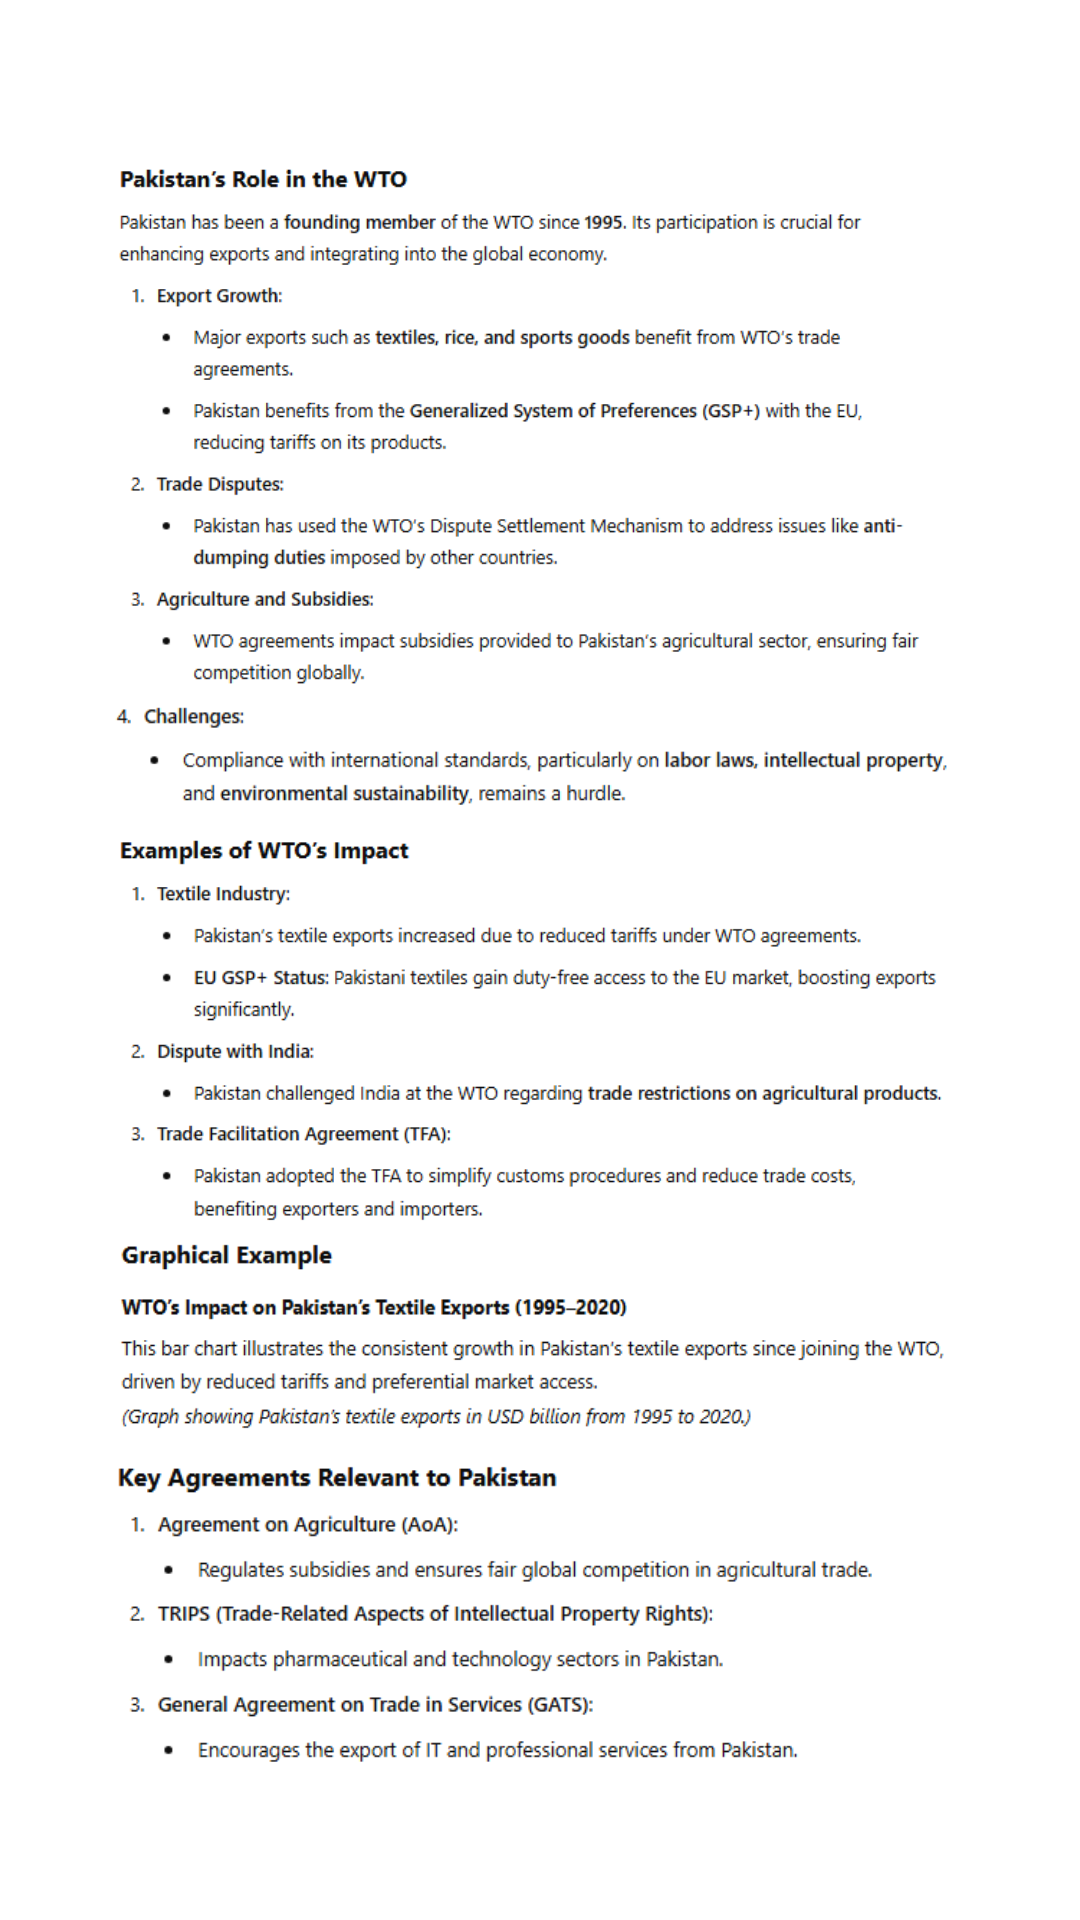 Pakistan's Role in the WTO
Pakistan has been a founding member of the WTO since 1995. Its participation is crucial for
enhancing exports and integrating into the global economy.
1. Export Growth:
• Major exports such as textiles, rice, and sports goods benefit from WTO's trade
agreements.
• Pakistan benefits from the Generalized System of Preferences (GSP+) with the EU,
reducing tariffs on its products.
2. Trade Disputes:
• Pakistan has used the WTO's Dispute Settlement Mechanism to address issues like anti-
dumping duties imposed by other countries.
3. Agriculture and Subsidies:
• WTO agreements impact subsidies provided to Pakistan's agricultural sector, ensuring fair
competition globally.
4. Challenges:
• Compliance with international standards, particularly on labor laws, intellectual property,
and environmental sustainability, remains a hurdle.
Examples of WTO's Impact
1. Textile Industry:
• Pakistan's textile exports increased due to reduced tariffs under WTO agreements.
• EU GSP+ Status: Pakistani textiles gain duty-free access to the EU market, boosting exports
significantly.
2. Dispute with India:
• Pakistan challenged India at the WTO regarding trade restrictions on agricultural products.
3. Trade Facilitation Agreement (TFA):
• Pakistan adopted the TFA to simplify customs procedures and reduce trade costs,
benefiting exporters and importers.
Graphical Example
WTO's Impact on Pakistan's Textile Exports (1995–2020)
This bar chart illustrates the consistent growth in Pakistan's textile exports since joining the WTO,
driven by reduced tariffs and preferential market access.
(Graph showing Pakistan's textile exports in USD billion from 1995 to 2020.)
Key Agreements Relevant to Pakistan
1. Agreement on Agriculture (AoA):
• Regulates subsidies and ensures fair global competition in agricultural trade.
2. TRIPS (Trade-Related Aspects of Intellectual Property Rights):
• Impacts pharmaceutical and technology sectors in Pakistan.
3. General Agreement on Trade in Services (GATS):
• Encourages the export of IT and professional services from Pakistan.